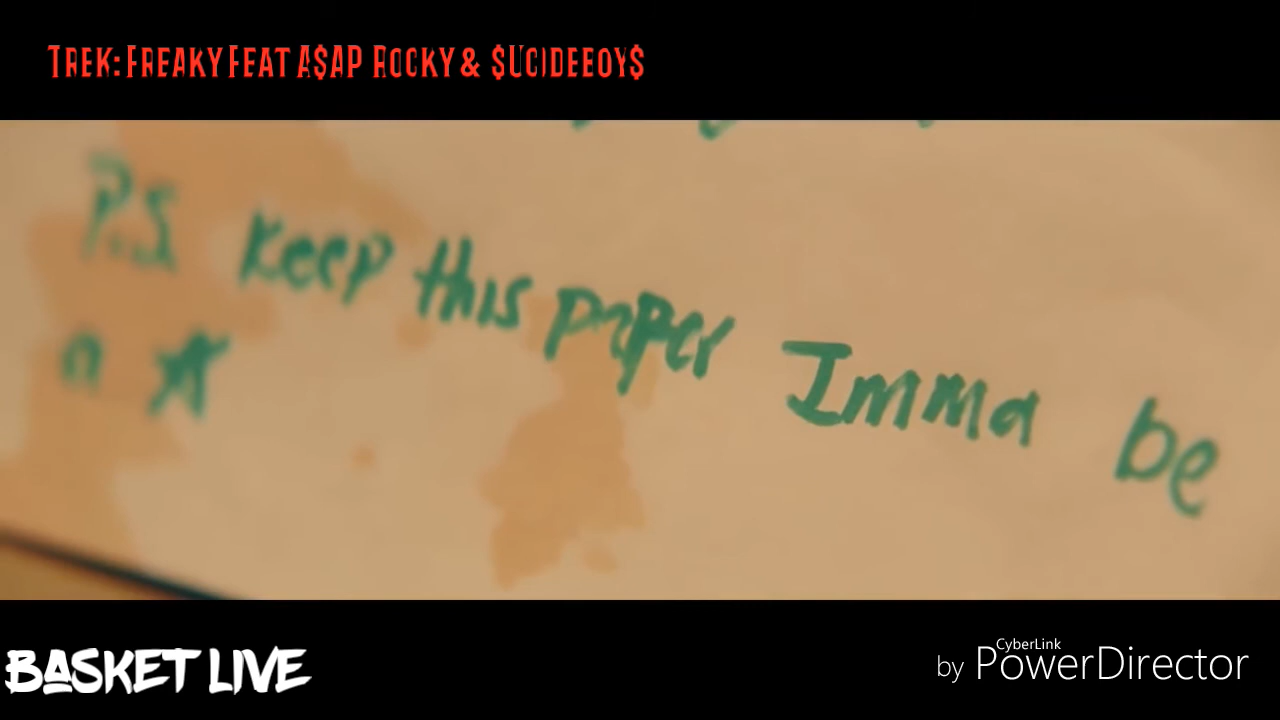 TREK: FREAKY FEAT A$AP ROCKY & $UCIDEBOY$
P.S keep this paper Imma be
a ☆
BASKET LIVE
CyberLink
by PowerDirector